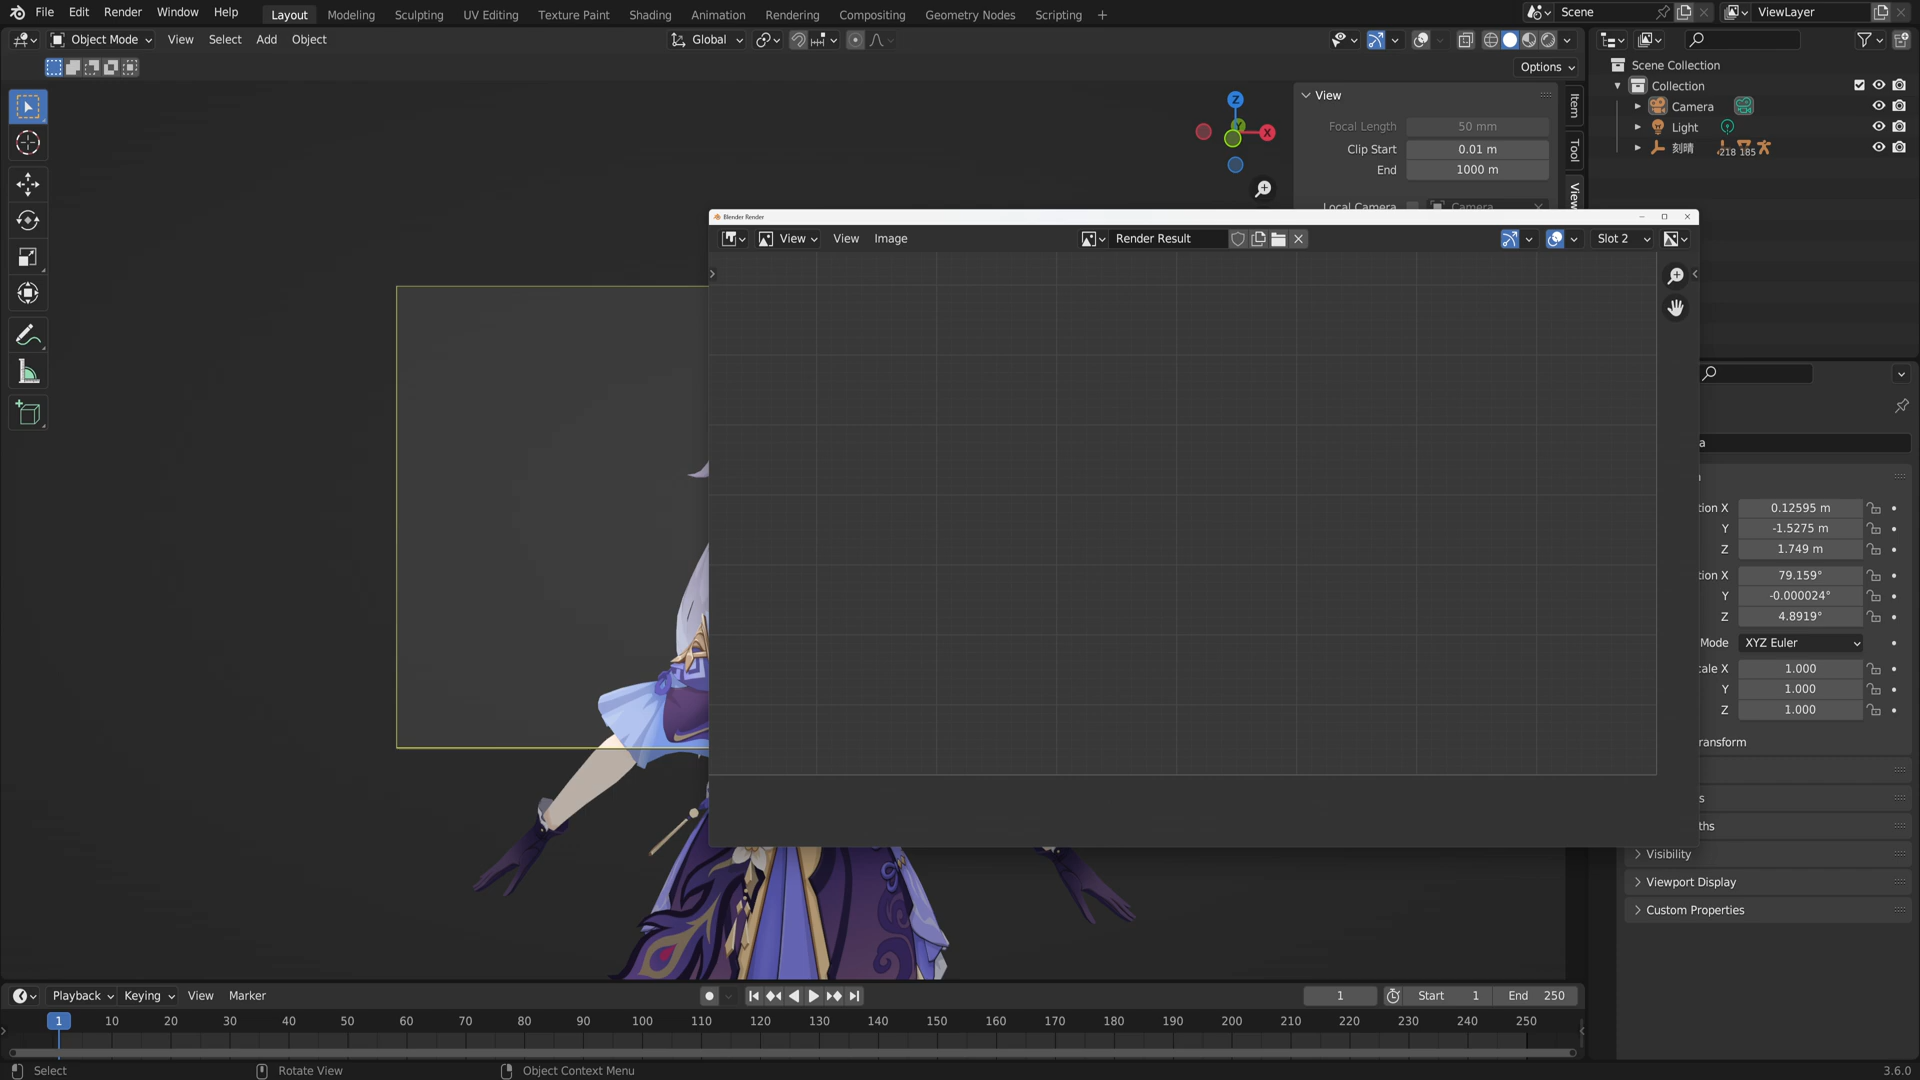 File Edit Render Window Help
Layout Modeling Sculpting UV Editing Texture Paint Shading Animation Rendering Compositing Geometry Nodes Scripting +
Scene
ViewLayer
Object Mode View Select Add Object
Global
Options
Scene Collection
Collection
Camera
Light
刻晴 218 185
Z
Y
X
View
Focal Length 50 mm
Clip Start 0.01 m
End 1000 m
Local Camera Camera
Item
Tool
View
Blender Render
View View Image
Render Result
Slot 2
a
tion X 0.12595 m
Y -1.5275 m
Z 1.749 m
tion X 79.159°
Y -0.000024°
Z 4.8919°
Mode XYZ Euler
ale X 1.000
Y 1.000
Z 1.000
ransform
s
ths
Visibility
Viewport Display
Custom Properties
Playback Keying View Marker
1 Start 1 End 250
1 10 20 30 40 50 60 70 80 90 100 110 120 130 140 150 160 170 180 190 200 210 220 230 240 250
Select Rotate View Object Context Menu
3.6.0